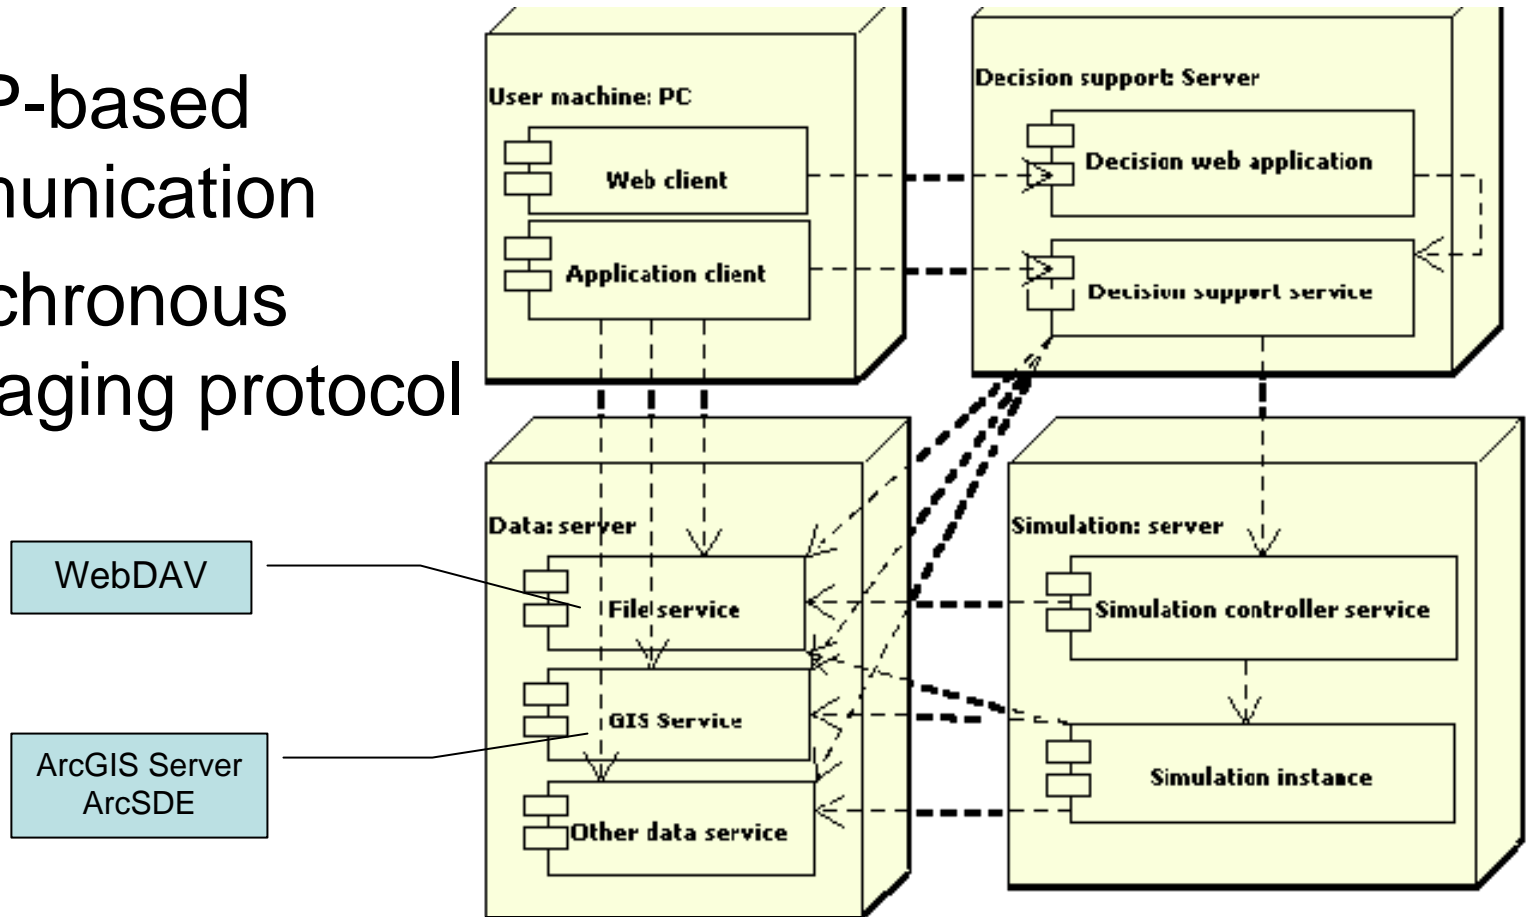 P-based
munication
chronous
aging protocol
User machine: PC
Web client
Application client
Decision support: Server
Decision web application
Decision support service
Data: server
File service
GIS Service
Other data service
Simulation: server
Simulation controller service
Simulation instance
WebDAV
ArcGIS Server
ArcSDE